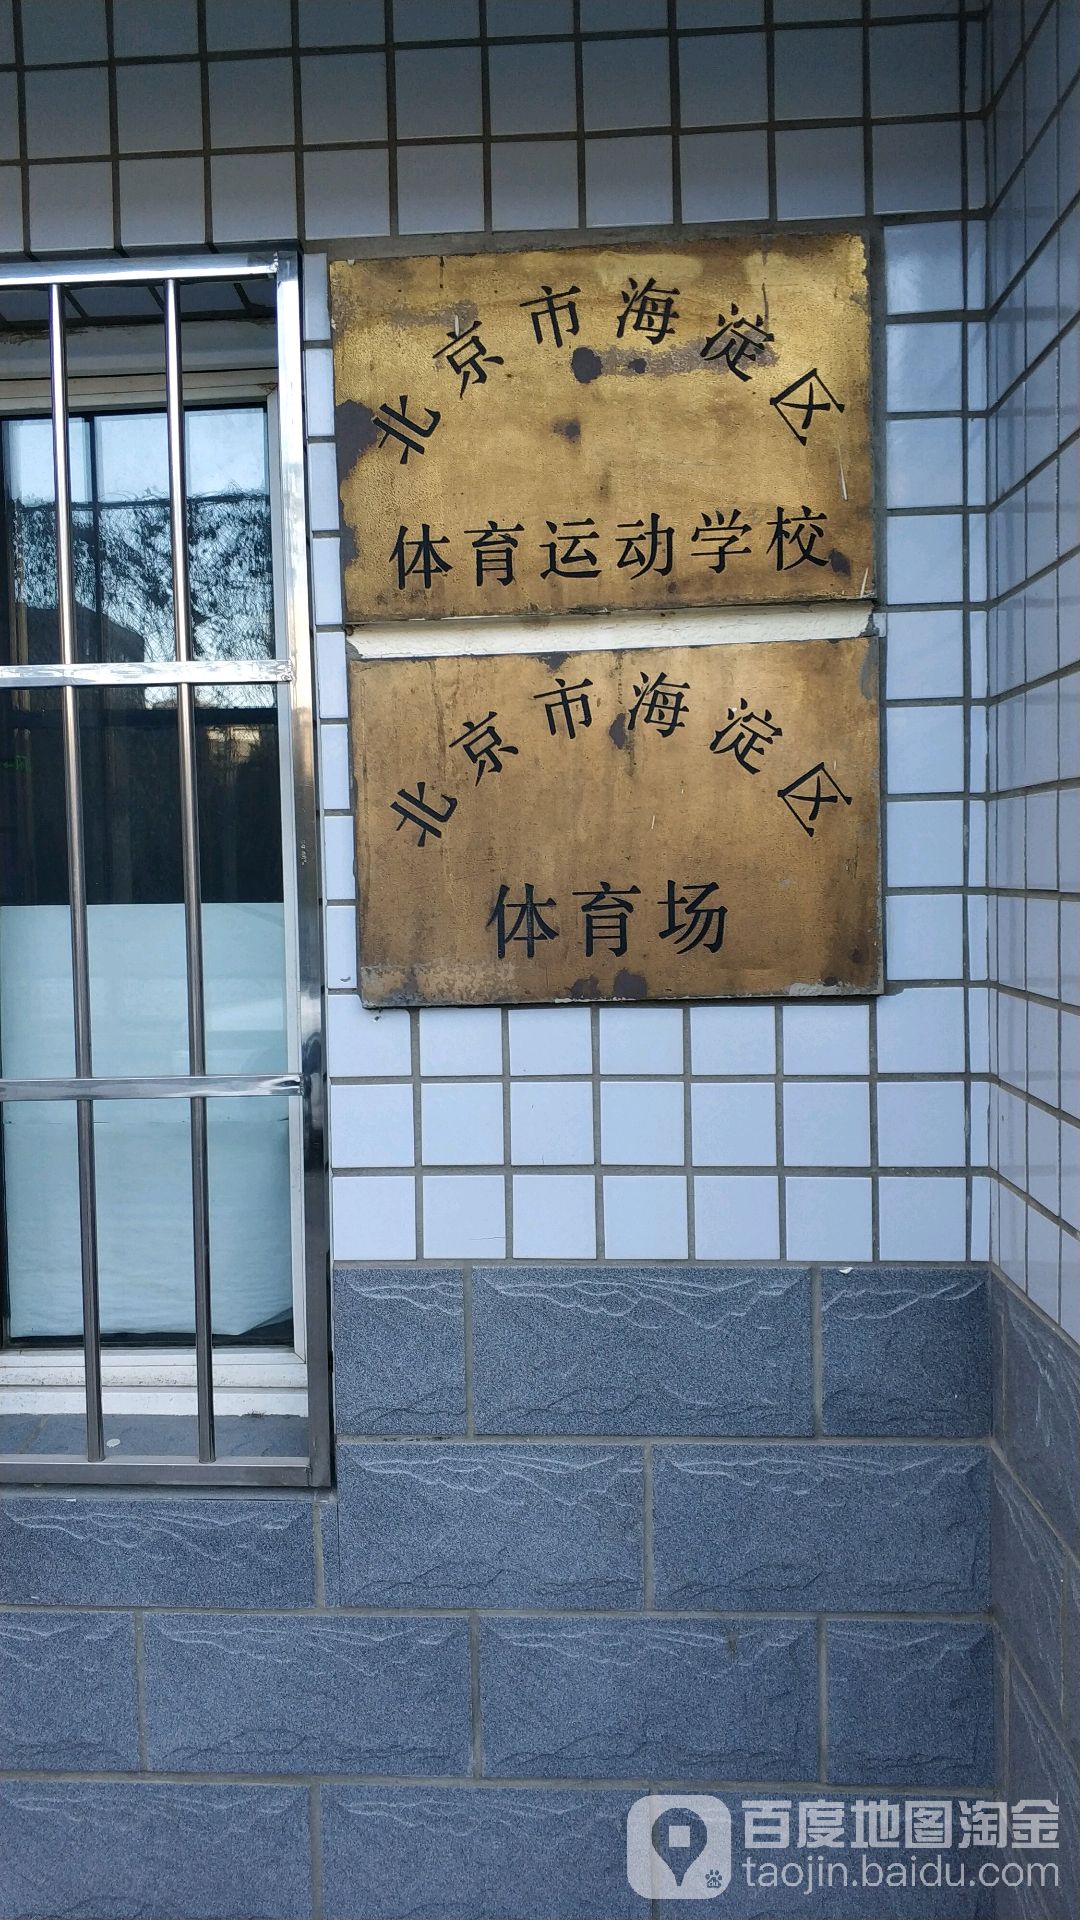 北京市海淀区
体育运动学校
北京市海淀区
体育场
百度地图淘金
taojin.baidu.com